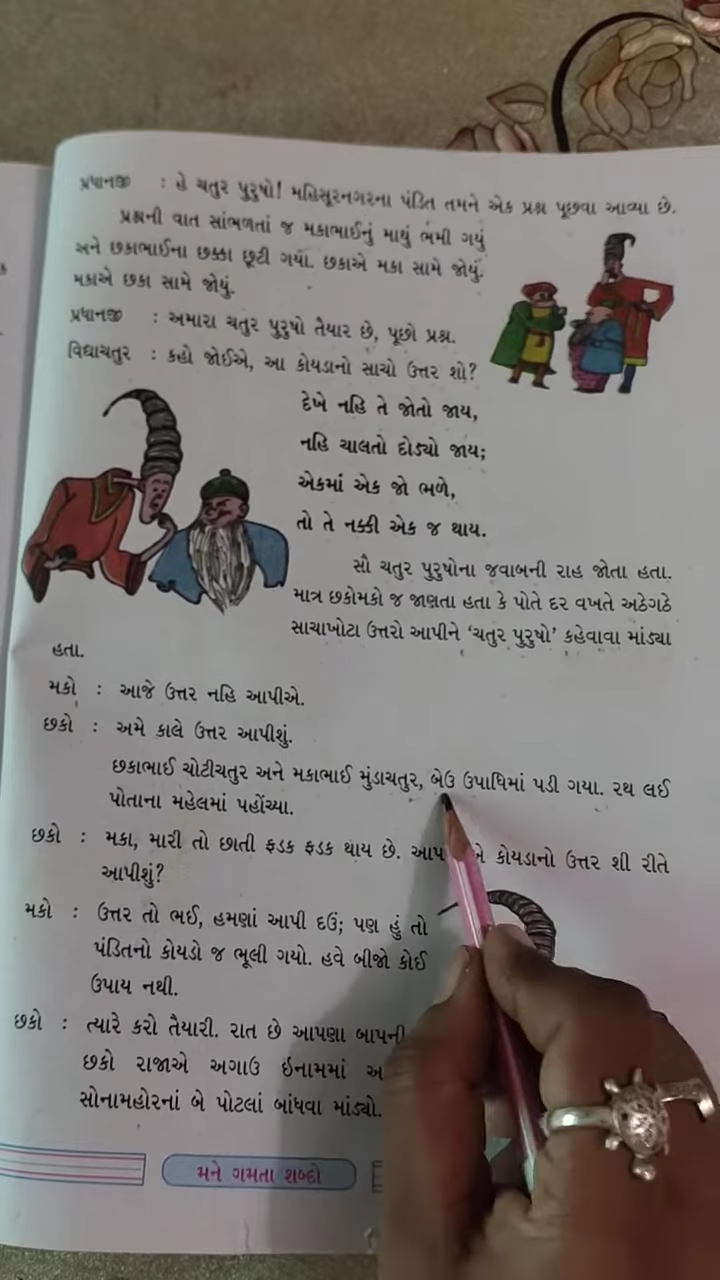 પ્રધાનજી : હે ચતુર પુરુષો! મહિસૂરનગરના પંડિત તમને એક પ્રશ્ન પૂછવા આવ્યા છે.
પ્રશ્નની વાત સાંભળતાં જ મકાભાઈનું માથું ભમી ગયું
અને છકાભાઈના છક્કા છૂટી ગયા. છકાએ મકા સામે જોયું.
મકાએ છકા સામે જોયું.
પ્રધાનજી : અમારા ચતુર પુરુષો તૈયાર છે, પૂછો પ્રશ્ન.
વિદ્યાચતુર : કહો જોઈએ, આ કોયડાનો સાચો ઉત્તર શો?
દેખે નહિ તે જોતો જાય,
નહિ ચાલતો દોડ્યો જાય;
એકમાં એક જો ભળે,
તો તે નક્કી એક જ થાય.
સૌ ચતુર પુરુષોના જવાબની રાહ જોતા હતા.
માત્ર છકોમકો જ જાણતા હતા કે પોતે દર વખતે અઠેગઠે
સાચાખોટા ઉત્તરો આપીને ‘ચતુર પુરુષો’ કહેવાવા માંડ્યા
હતા.
મકો : આજે ઉત્તર નહિ આપીએ.
છકો : અમે કાલે ઉત્તર આપીશું.
છકાભાઈ ચોટીચતુર અને મકાભાઈ મુંડાચતુર, બેઉ ઉપાધિમાં પડી ગયા. રથ લઈ
પોતાના મહેલમાં પહોંચ્યા.
છકો : મકા, મારી તો છાતી ફડક ફડક થાય છે. કોયડાનો ઉત્તર શી રીતે
આપીશું?
મકો : ઉત્તર તો ભઈ, હમણાં આપી દઉં; પણ હું તો
પંડિતનો કોયડો જ ભૂલી ગયો. હવે બીજો કોઈ
ઉપાય નથી.
છકો : ત્યારે કરો તૈયારી. રાત છે આપણા બાપની
છકો રાજાએ અગાઉ ઇનામમાં
સોનામહોરનાં બે પોટલાં બાંધવા માંડ્યો.
મને ગમતા શબ્દો